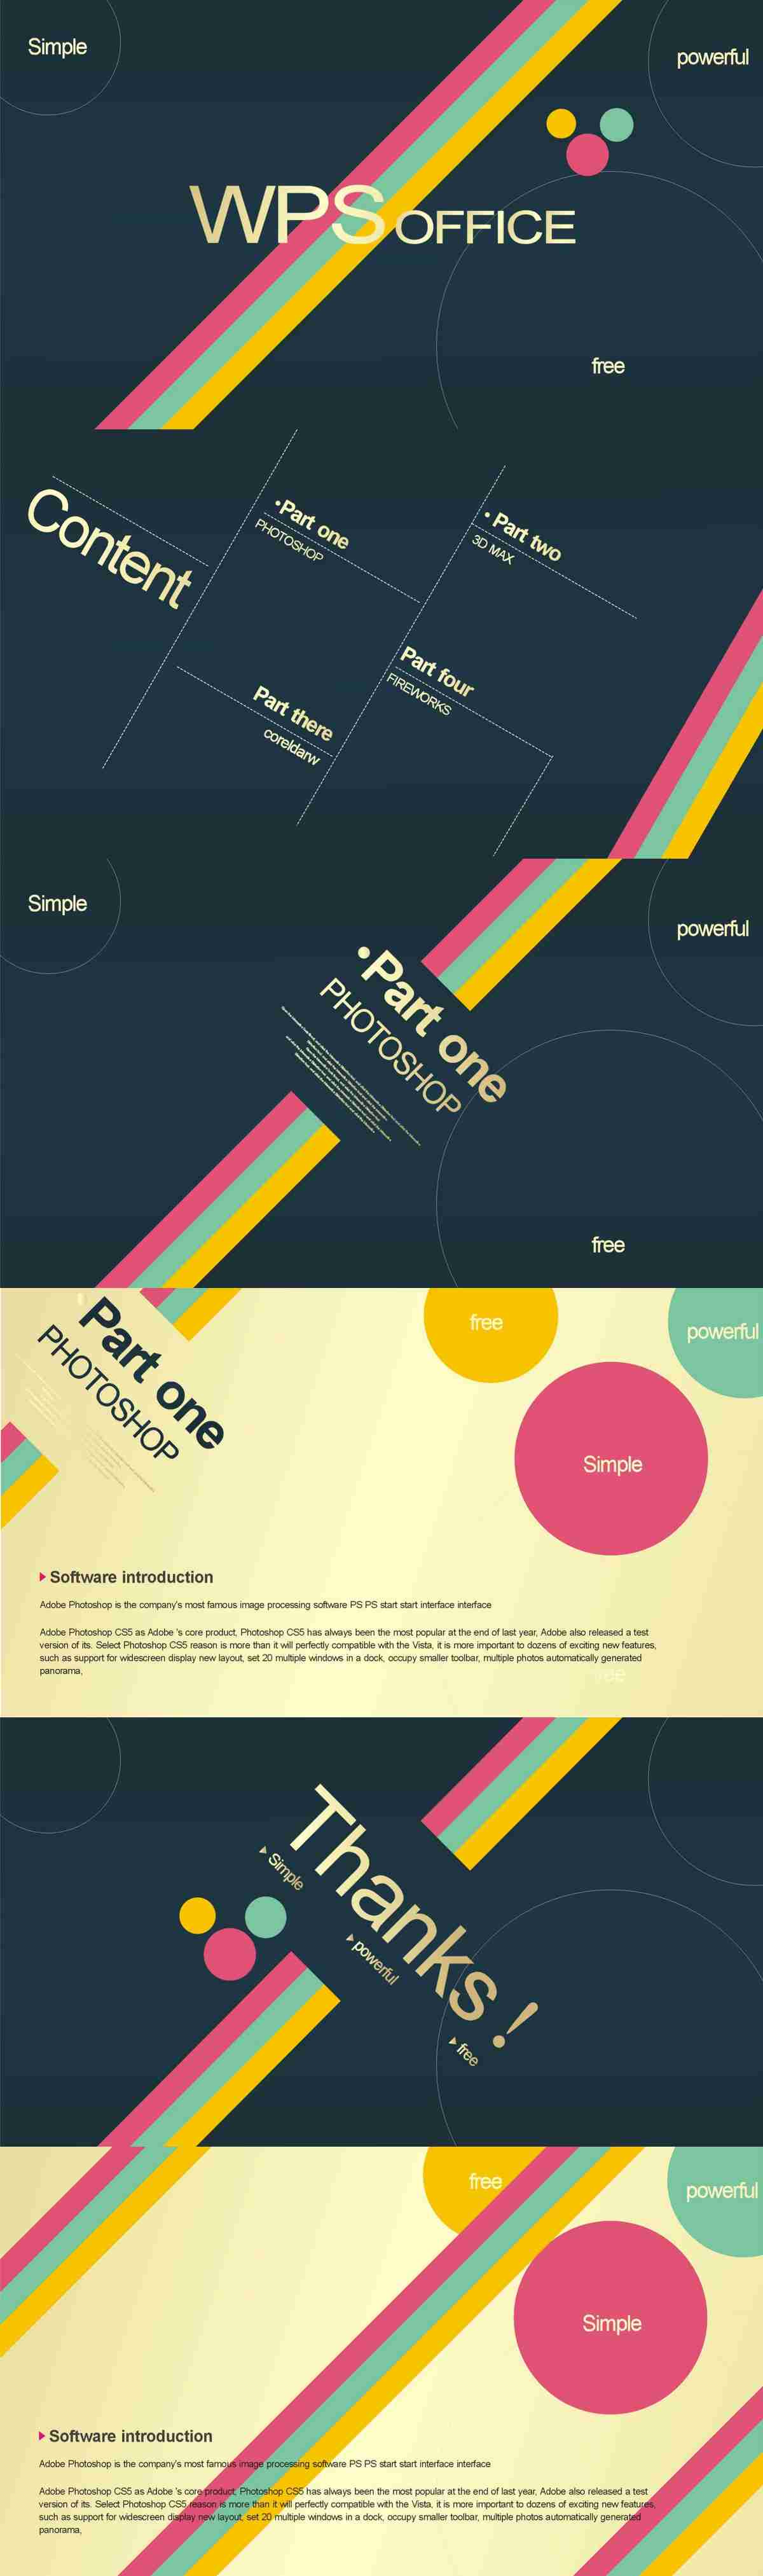 Simple
powerful
WPS OFFICE
free
Content
•Part one
PHOTOSHOP
• Part two
3D MAX
Part four
FIREWORKS
Part there
coreldarw
Simple
powerful
•Part one
PHOTOSHOP
free
free
powerful
Part one
PHOTOSHOP
Simple
Software introduction
Adobe Photoshop is the company's most famous image processing software PS PS start start interface interface
Adobe Photoshop CS5 as Adobe 's core product, Photoshop CS5 has always been the most popular at the end of last year, Adobe also released a test
version of its. Select Photoshop CS5 reason is more than it will perfectly compatible with the Vista, it is more important to dozens of exciting new features,
such as support for widescreen display new layout, set 20 multiple windows in a dock, occupy smaller toolbar, multiple photos automatically generated
panorama,
free
Thanks !
Simple
powerful
free
free
powerful
Simple
Software introduction
Adobe Photoshop is the company's most famous image processing software PS PS start start interface interface
Adobe Photoshop CS5 as Adobe 's core product, Photoshop CS5 has always been the most popular at the end of last year, Adobe also released a test
version of its. Select Photoshop CS5 reason is more than it will perfectly compatible with the Vista, it is more important to dozens of exciting new features,
such as support for widescreen display new layout, set 20 multiple windows in a dock, occupy smaller toolbar, multiple photos automatically generated
panorama,